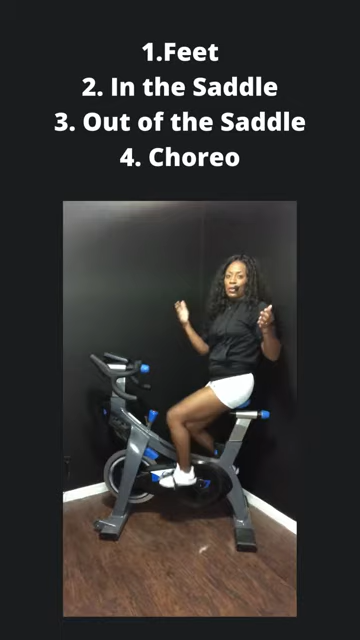 1.Feet
2. In the Saddle
3. Out of the Saddle
4. Choreo